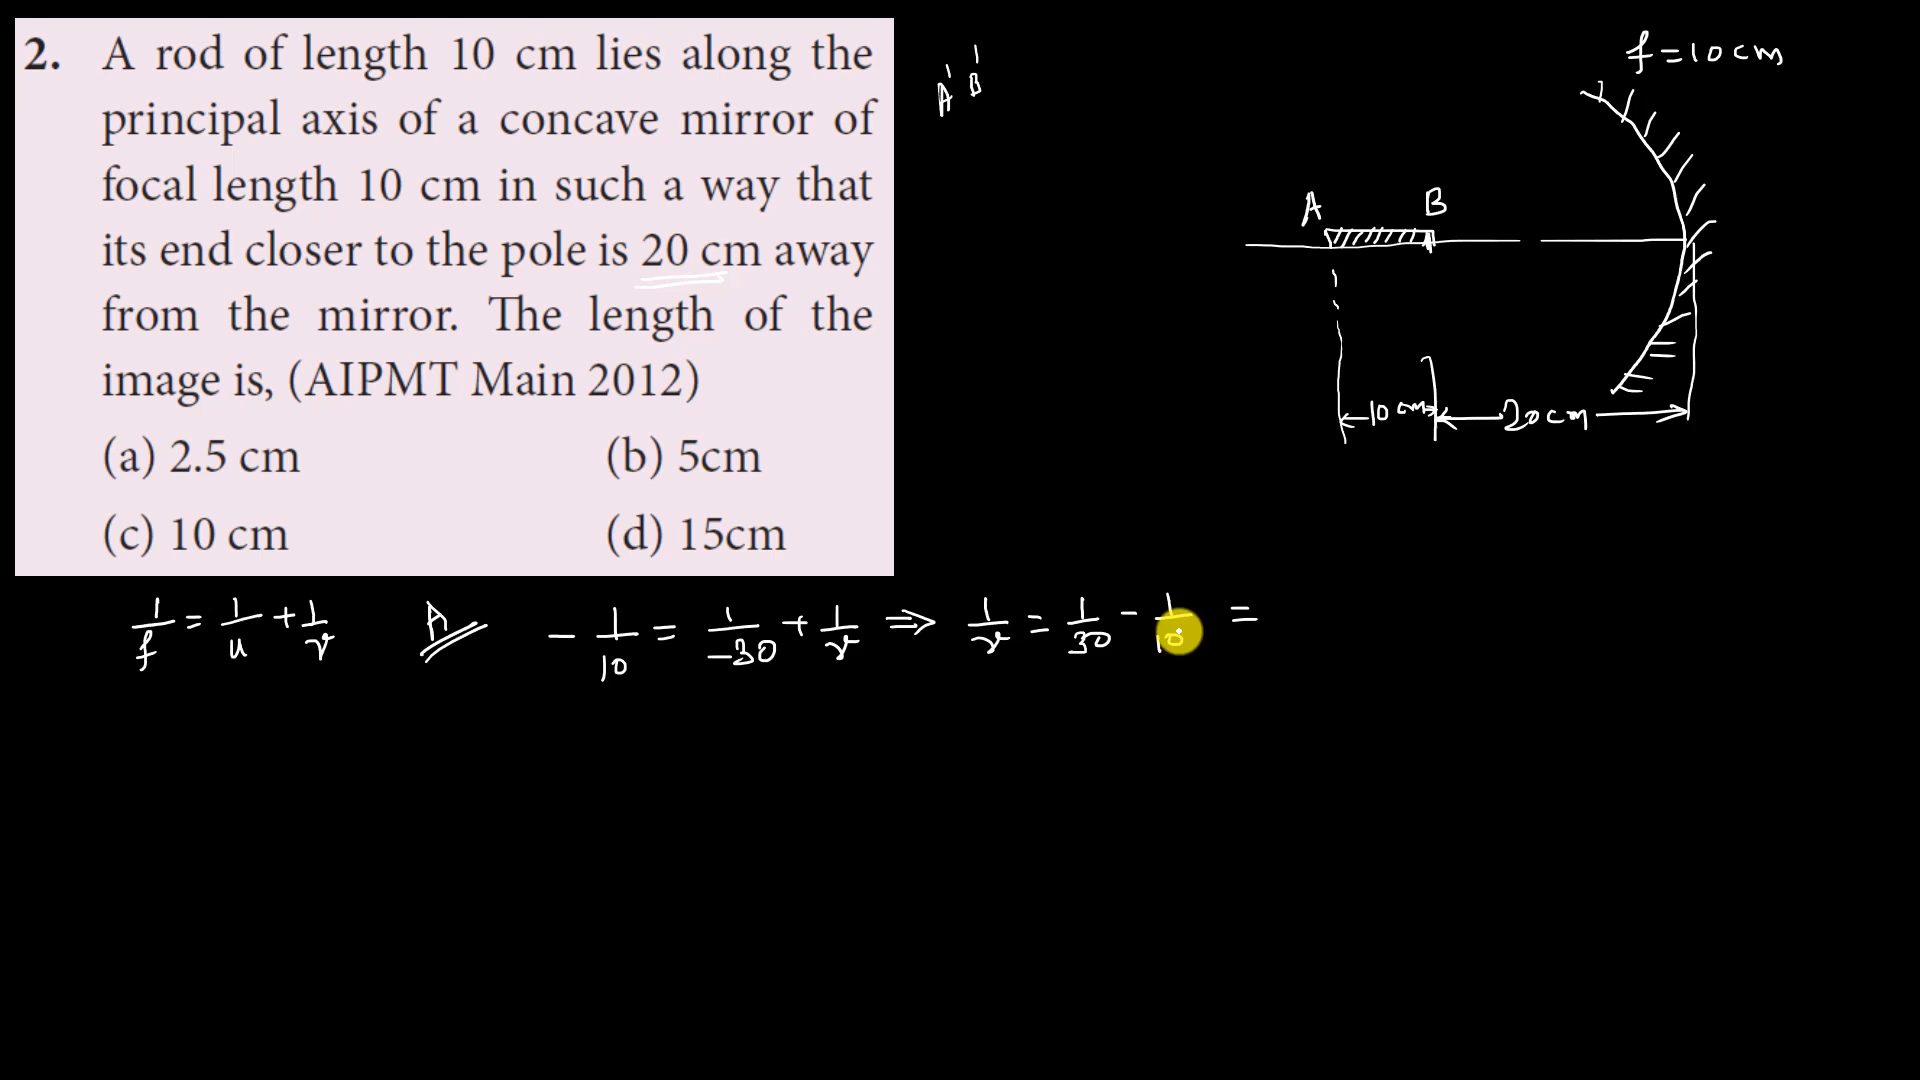 2. A rod of length 10 cm lies along the
principal axis of a concave mirror of
focal length 10 cm in such a way that
its end closer to the pole is 20 cm away
from the mirror. The length of the
image is, (AIPMT Main 2012)
(a) 2.5 cm (b) 5cm
(c) 10 cm (d) 15cm
A' B'
f = 10 cm
A B
10 cm 20 cm
1/f = 1/u + 1/v A - 1/10 = 1/-30 + 1/v ⇒ 1/v = 1/30 - 1/10 =